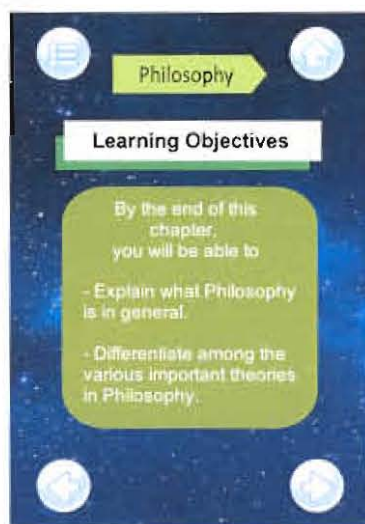 Philosophy
Learning Objectives
By the end of this
chapter,
you will be able to
- Explain what Philosophy
is in general.
- Differentiate among the
various important theories
in Philosophy.